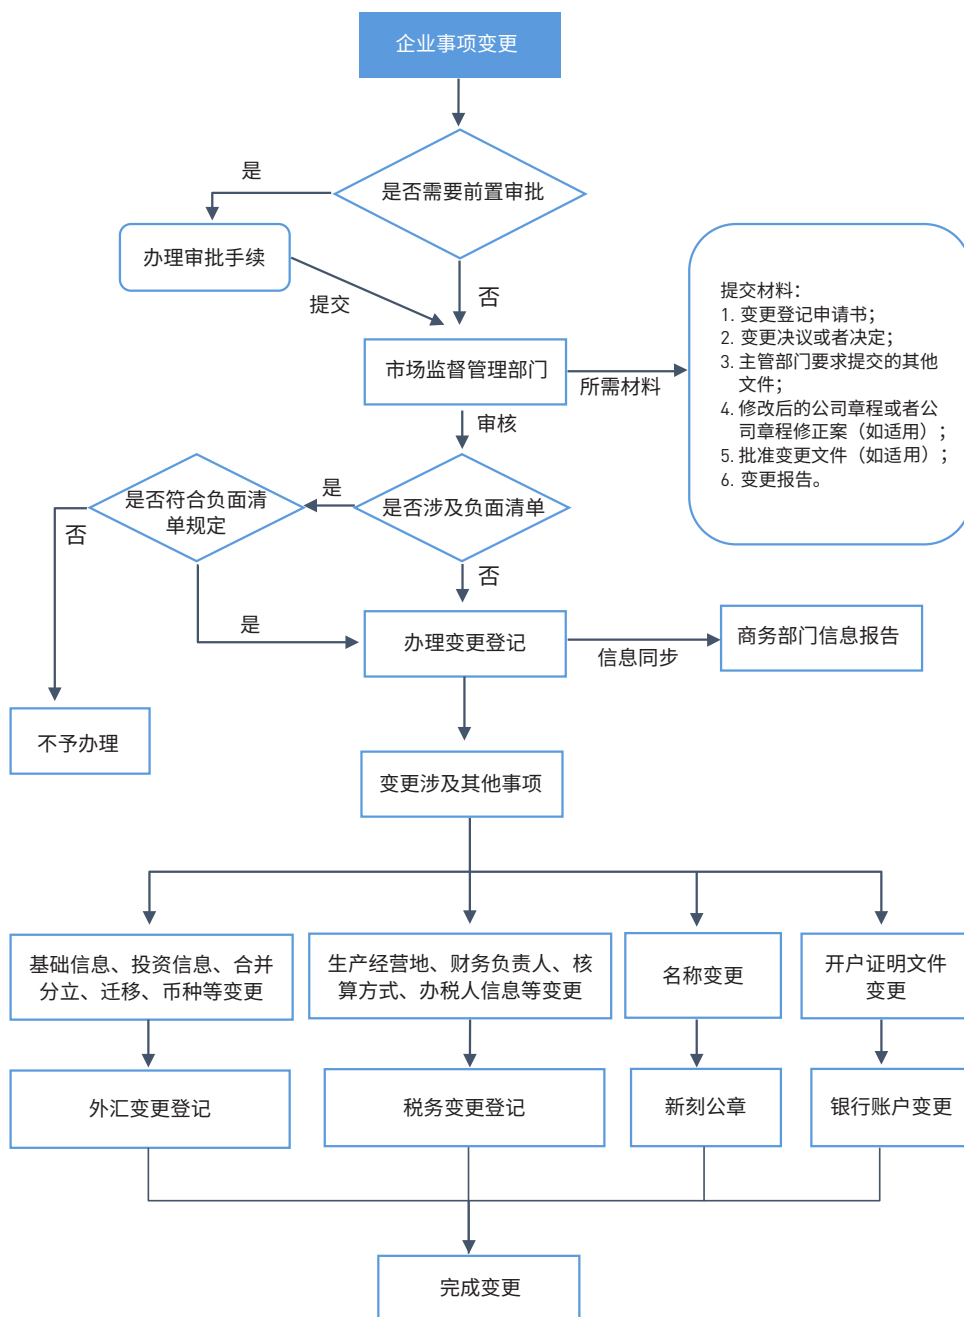 企业事项变更
是
是否需要前置审批
办理审批手续
提交
否
市场监督管理部门
所需材料
提交材料：
1. 变更登记申请书；
2. 变更决议或者决定；
3. 主管部门要求提交的其他
文件；
4. 修改后的公司章程或者公
司章程修正案（如适用）；
5. 批准变更文件（如适用）；
6. 变更报告。
审核
是否符合负面清
单规定
是
是否涉及负面清单
否
否
是
办理变更登记
信息同步
商务部门信息报告
不予办理
变更涉及其他事项
基础信息、投资信息、合并
分立、迁移、币种等变更
生产经营地、财务负责人、核
算方式、办税人信息等变更
名称变更
开户证明文件
变更
外汇变更登记
税务变更登记
新刻公章
银行账户变更
完成变更